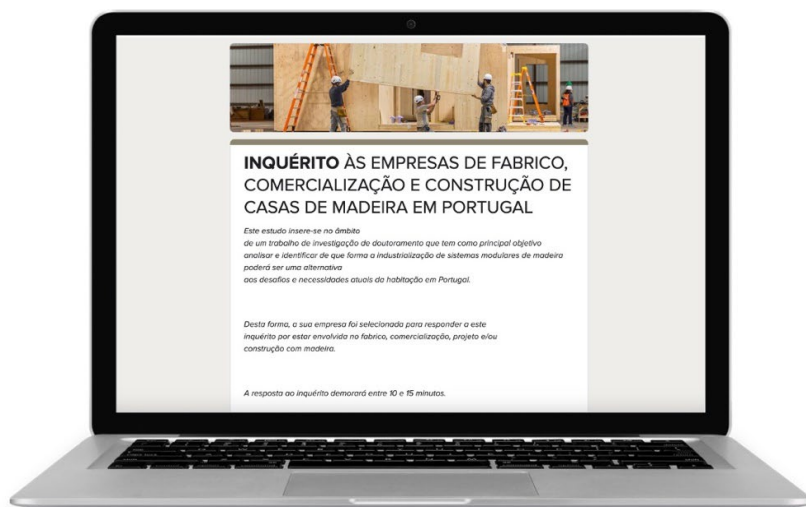 INQUÉRITO ÀS EMPRESAS DE FABRICO,
COMERCIALIZAÇÃO E CONSTRUÇÃO DE
CASAS DE MADEIRA EM PORTUGAL
Este estudo insere-se no âmbito
de um trabalho de investigação de doutoramento que tem como principal objetivo
analisar e identificar de que forma a industrialização de sistemas modulares de madeira
poderá ser uma alternativa
aos desafios e necessidades atuais da habitação em Portugal.
Desta forma, a sua empresa foi selecionada para responder a este
inquérito por estar envolvida no fabrico, comercialização, projeto e/ou
construção com madeira.
A resposta ao inquérito demorará entre 10 e 15 minutos.